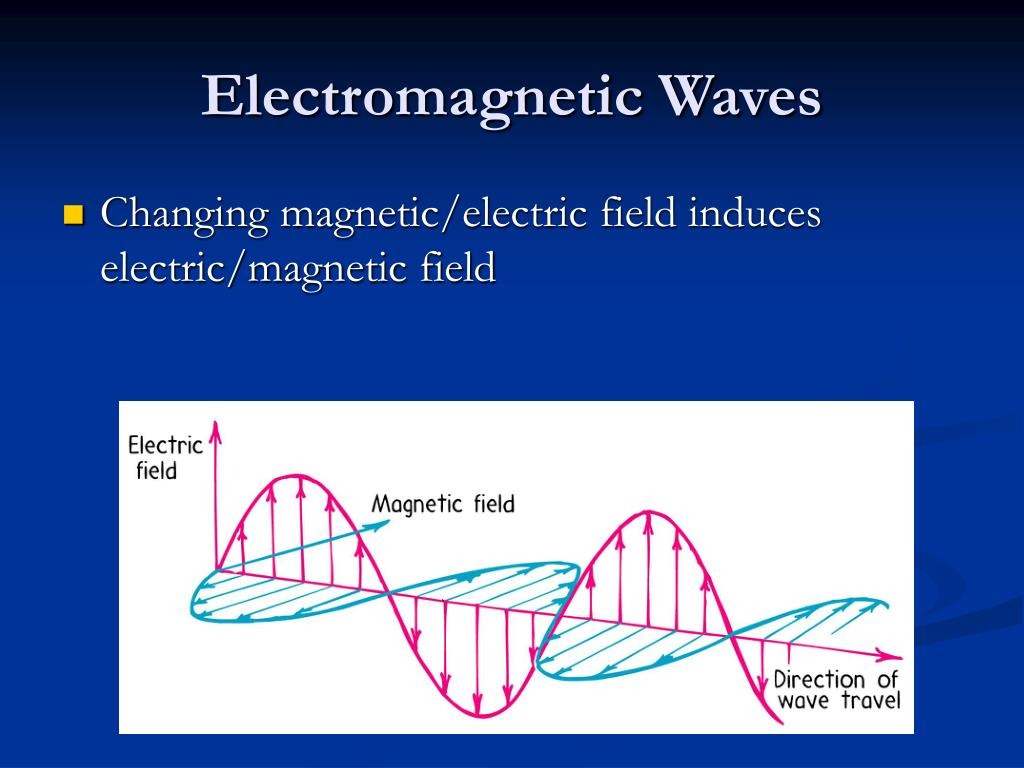 Electromagnetic Waves
Changing magnetic/electric field induces
electric/magnetic field
Electric
field
Magnetic field
Direction of
wave travel